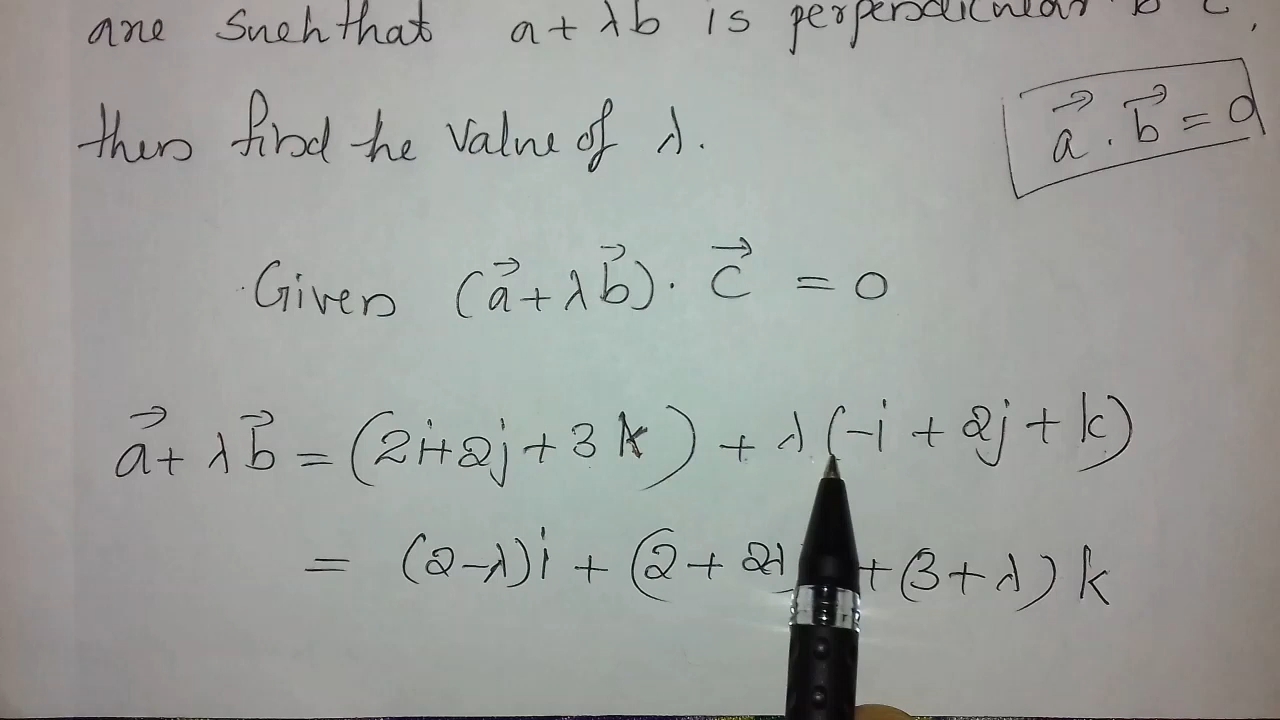 are such that a + λb is perpendicular to c,
then find the value of λ.
a⃗ . b⃗ = 0
Given (a⃗ + λb⃗) . c⃗ = 0
a⃗ + λb⃗ = (2i+2j+3k) + λ(-i+2j+k)
= (2-λ)i + (2+2λ) + (3+λ)k